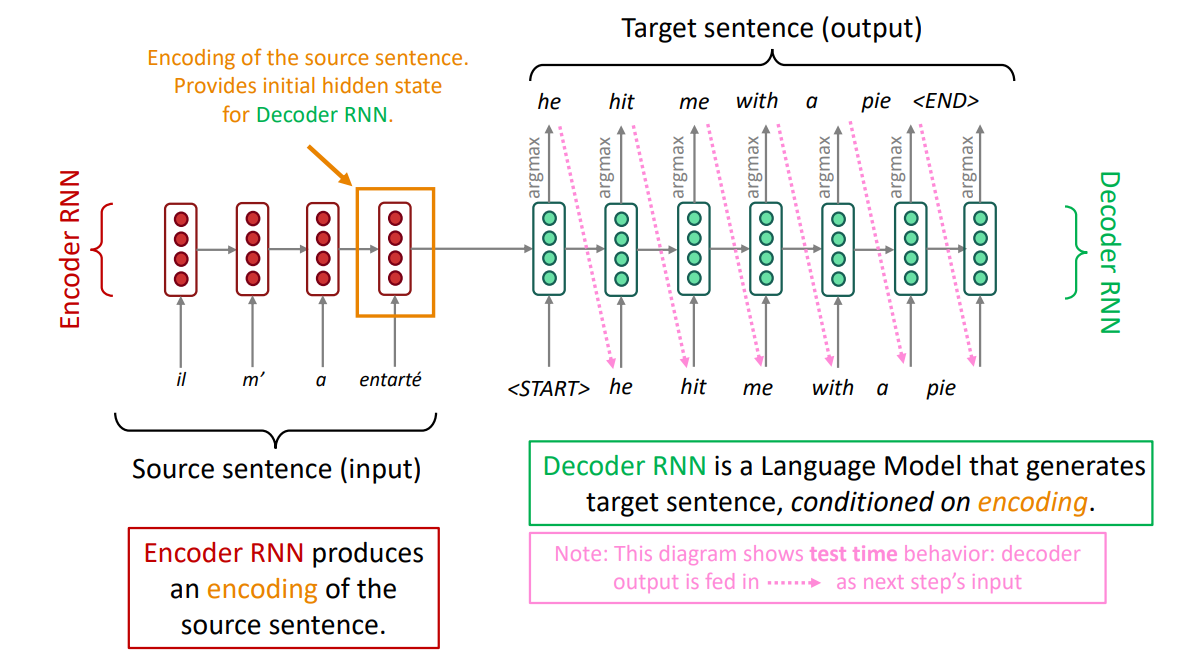 Target sentence (output)
Encoding of the source sentence.
Provides initial hidden state
for Decoder RNN.
he hit me with a pie <END>
argmax argmax argmax argmax argmax argmax argmax
Encoder RNN
Decoder RNN
il m’ a entarté
<START> he hit me with a pie
Source sentence (input)
Decoder RNN is a Language Model that generates
target sentence, conditioned on encoding.
Encoder RNN produces
an encoding of the
source sentence.
Note: This diagram shows test time behavior: decoder
output is fed in as next step’s input